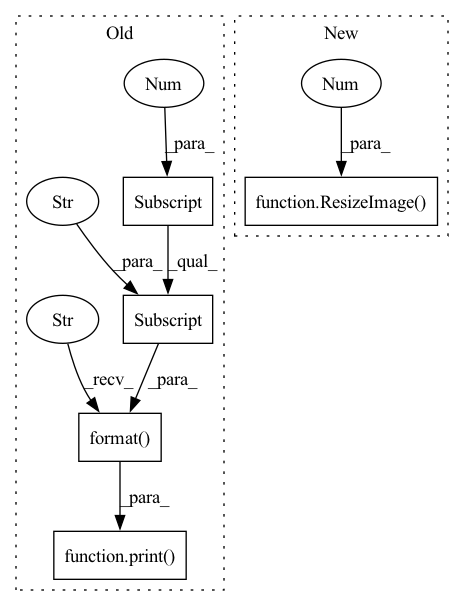 Old
New
Num
Num
_para_
_para_
Str
Subscript
function.ResizeImage()
_para_
_qual_
Str
Subscript
_recv_
_para_
format()
_para_
function.print()